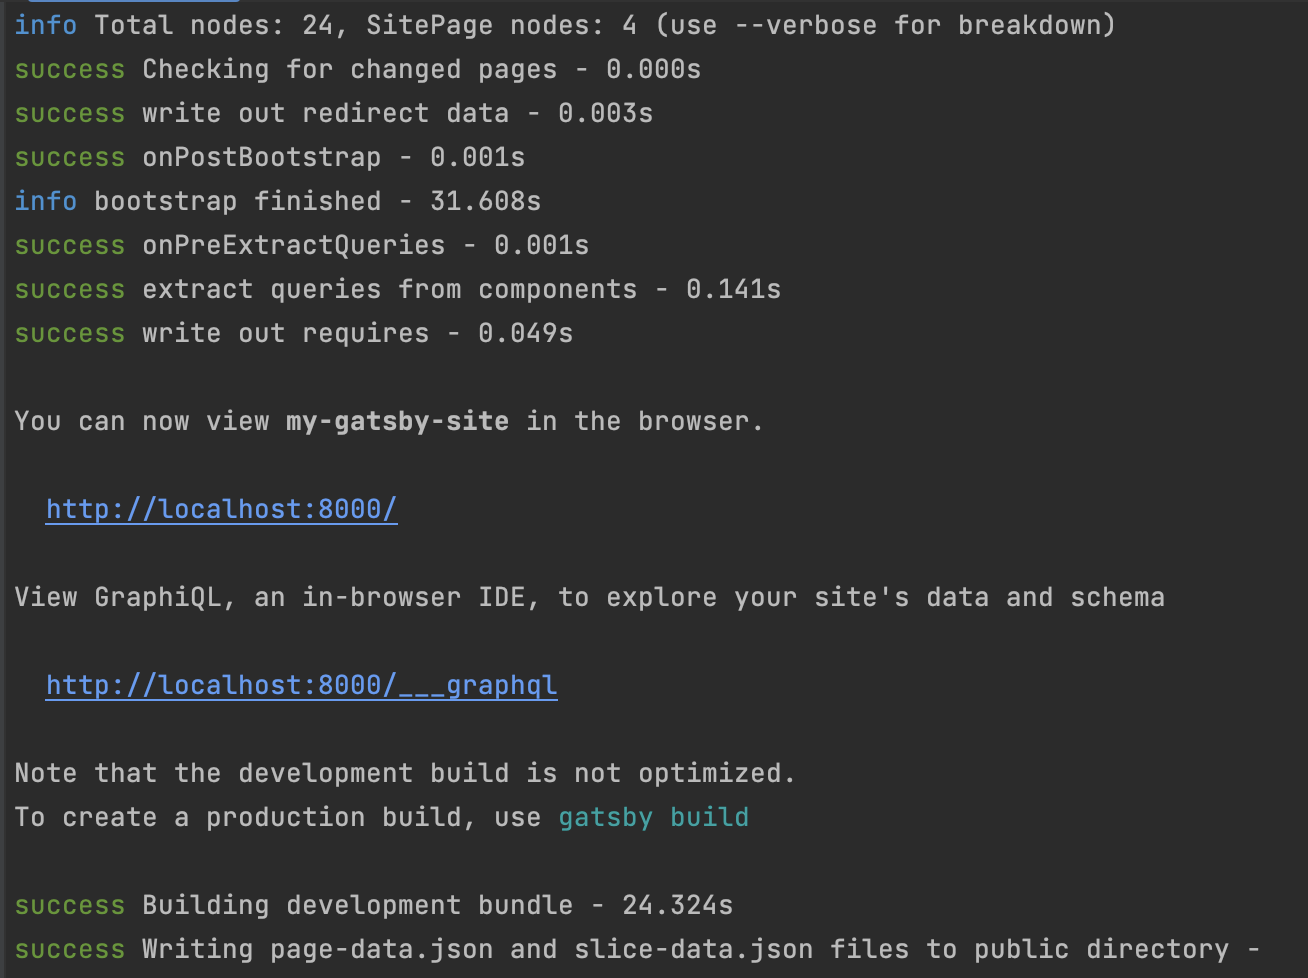 info Total nodes: 24, SitePage nodes: 4 (use --verbose for breakdown)
success Checking for changed pages - 0.000s
success write out redirect data - 0.003s
success onPostBootstrap - 0.001s
info bootstrap finished - 31.608s
success onPreExtractQueries - 0.001s
success extract queries from components - 0.141s
success write out requires - 0.049s
You can now view my-gatsby-site in the browser.
http://localhost:8000/
View GraphiQL, an in-browser IDE, to explore your site's data and schema
http://localhost:8000/___graphql
Note that the development build is not optimized.
To create a production build, use gatsby build
success Building development bundle - 24.324s
success Writing page-data.json and slice-data.json files to public directory -